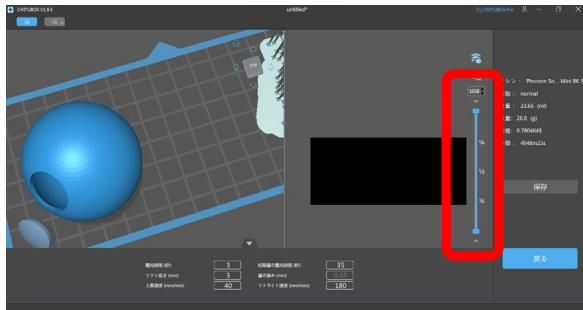 CHITUBOX V1.9.5
untitled*
Try CHITUBOX Pro
TOP
1038
¼
½
¾
シン： Phrozen So... Mini 8K S
脂： normal
量： 23.65 (ml)
量: 26.0 (g)
格: 0.780464$
間： 4h48m22s
保存
戻る
露光時間 (秒): 3
初期層の露光時間 (秒): 35
リフト高さ (mm): 3
層の厚み (mm): 0.05
上昇速度 (mm/min): 40
リトラクト速度 (mm/min): 180